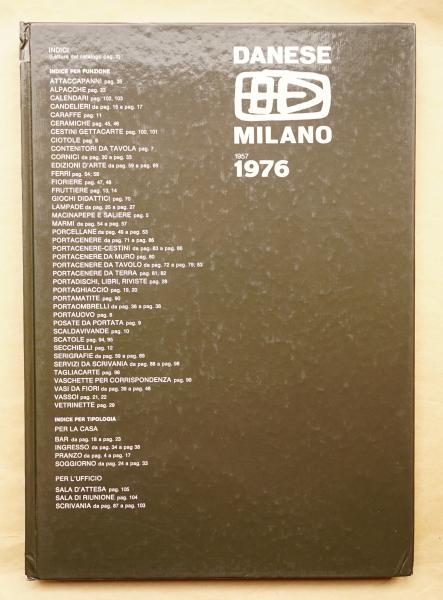 INDICI
(Lettura del catalogo pag. 2)
INDICE PER FUNZIONE
ATTACCAPANNI pag. 38
ALPACCHE pag. 23
CALENDARI pag. 102, 103
CANDELIERI da pag. 15 a pag. 17
CARAFFE pag. 11
CERAMICHE pag. 45, 46
CESTINI GETTACARTE pag. 100, 101
CIOTOLE pag. 8
CONTENITORI DA TAVOLA pag. 7
CORNICI da pag. 30 a pag. 33
EDIZIONI D'ARTE da pag. 59 a pag. 69
FERRI pag. 54; 58
FIORIERE pag. 47, 48
FRUTTIERE pag. 13, 14
GIOCHI DIDATTICI pag. 70
LAMPADE da pag. 25 a pag. 27
MACINAPEPE E SALIERE pag. 5
MARMI da pag. 54 a pag. 57
PORCELLANE da pag. 49 a pag. 53
PORTACENERE da pag. 71 a pag. 86
PORTACENERE-CESTINI da pag. 83 a pag. 86
PORTACENERE DA MURO pag. 80
PORTACENERE DA TAVOLO da pag. 72 a pag. 79; 83
PORTACENERE DA TERRA pag. 81, 82
PORTADISCHI, LIBRI, RIVISTE pag. 28
PORTAGHIACCIO pag. 19, 20
PORTAMATITE pag. 90
PORTAOMBRELLI da pag. 36 a pag. 38
PORTAUOVO pag. 6
POSATE DA PORTATA pag. 9
SCALDAVIVANDE pag. 10
SCATOLE pag. 94, 95
SECCHIELLI pag. 12
SERIGRAFIE da pag. 59 a pag. 69
SERVIZI DA SCRIVANIA da pag. 88 a pag. 98
TAGLIACARTE pag. 96
VASCHETTE PER CORRISPONDENZA pag. 99
VASI DA FIORI da pag. 39 a pag. 46
VASSOI pag. 21, 22
VETRINETTE pag. 29
INDICE PER TIPOLOGIA
PER LA CASA
BAR da pag. 18 a pag. 23
INGRESSO da pag. 34 a pag. 38
PRANZO da pag. 4 a pag. 17
SOGGIORNO da pag. 24 a pag. 33
PER L'UFFICIO
SALA D'ATTESA pag. 105
SALA DI RIUNIONE pag. 104
SCRIVANIA da pag. 87 a pag. 103
DANESE
MILANO
1957
1976